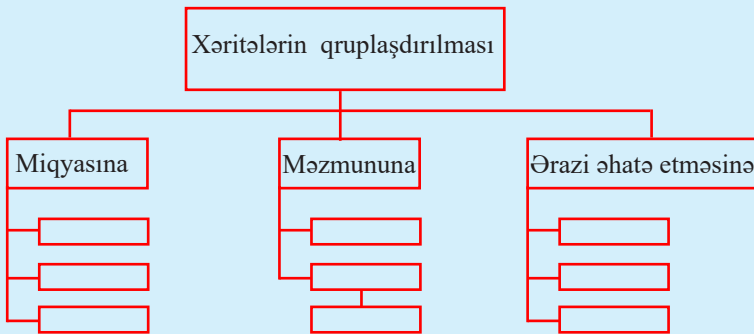 Xəritələrin qruplaşdırılması
Miqyasına
Məzmununa
Ərazi əhatə etməsinə